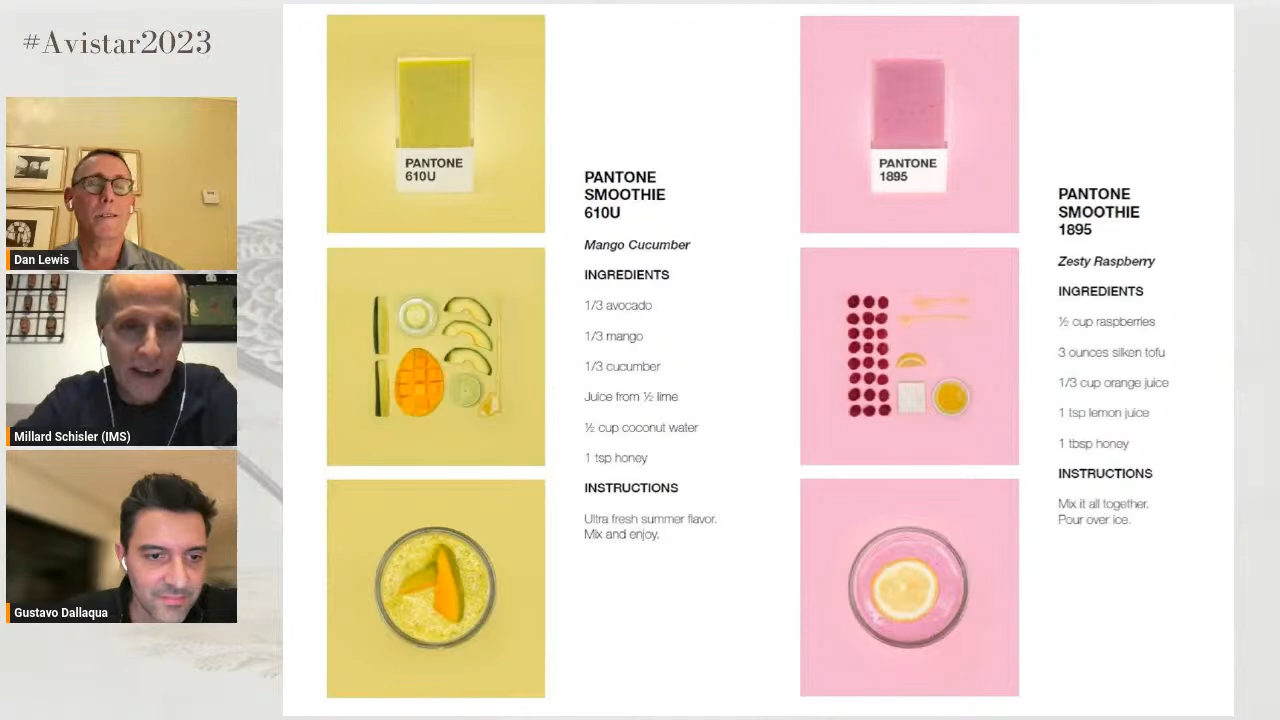 #Avistar2023
Dan Lewis
Millard Schisler (IMS)
Gustavo Dallaqua
PANTONE
610U
PANTONE
SMOOTHIE
610U
Mango Cucumber
INGREDIENTS
1/3 avocado
1/3 mango
1/3 cucumber
Juice from ½ lime
½ cup coconut water
1 tsp honey
INSTRUCTIONS
Ultra fresh summer flavor.
Mix and enjoy.
PANTONE
1895
PANTONE
SMOOTHIE
1895
Zesty Raspberry
INGREDIENTS
½ cup raspberries
3 ounces silken tofu
1/3 cup orange juice
1 tsp lemon juice
1 tbsp honey
INSTRUCTIONS
Mix it all together.
Pour over ice.